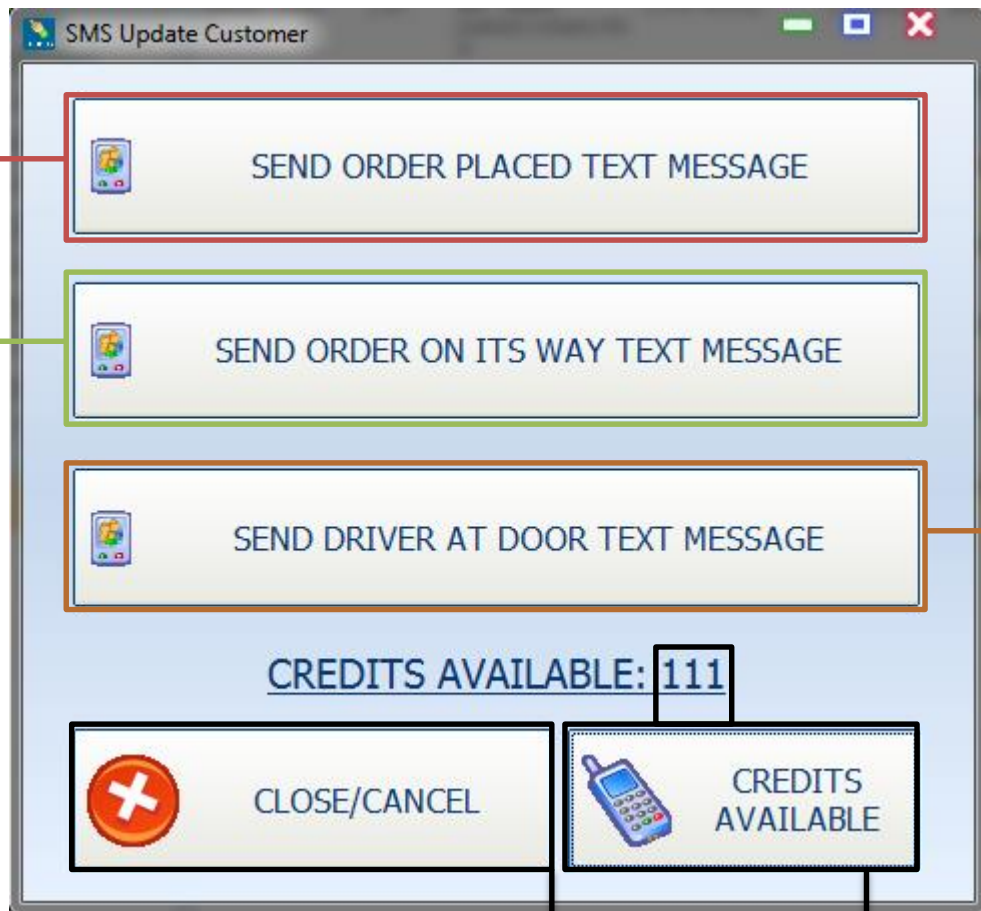 SMS Update Customer
SEND ORDER PLACED TEXT MESSAGE
SEND ORDER ON ITS WAY TEXT MESSAGE
SEND DRIVER AT DOOR TEXT MESSAGE
CREDITS AVAILABLE: 111
CLOSE/CANCEL
CREDITS
AVAILABLE